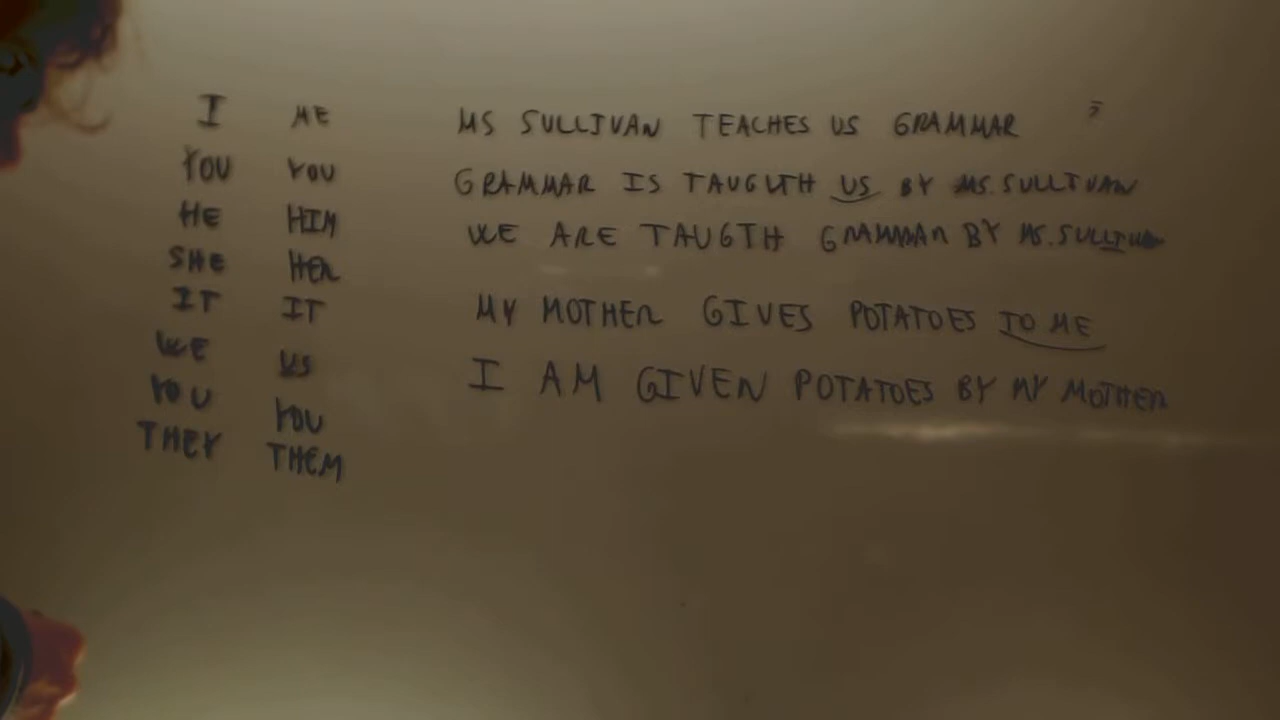 I ME
YOU YOU
HE HIM
SHE HER
IT IT
WE US
YOU YOU
THEY THEM
MS SULLIVAN TEACHES US GRAMMAR
GRAMMAR IS TAUGUTH US BY MS. SULLIVAN
WE ARE TAUGTH GRAMMAR BY MS. SULLIVAN
MY MOTHER GIVES POTATOES TO ME
I AM GIVEN POTATOES BY MY MOTHER